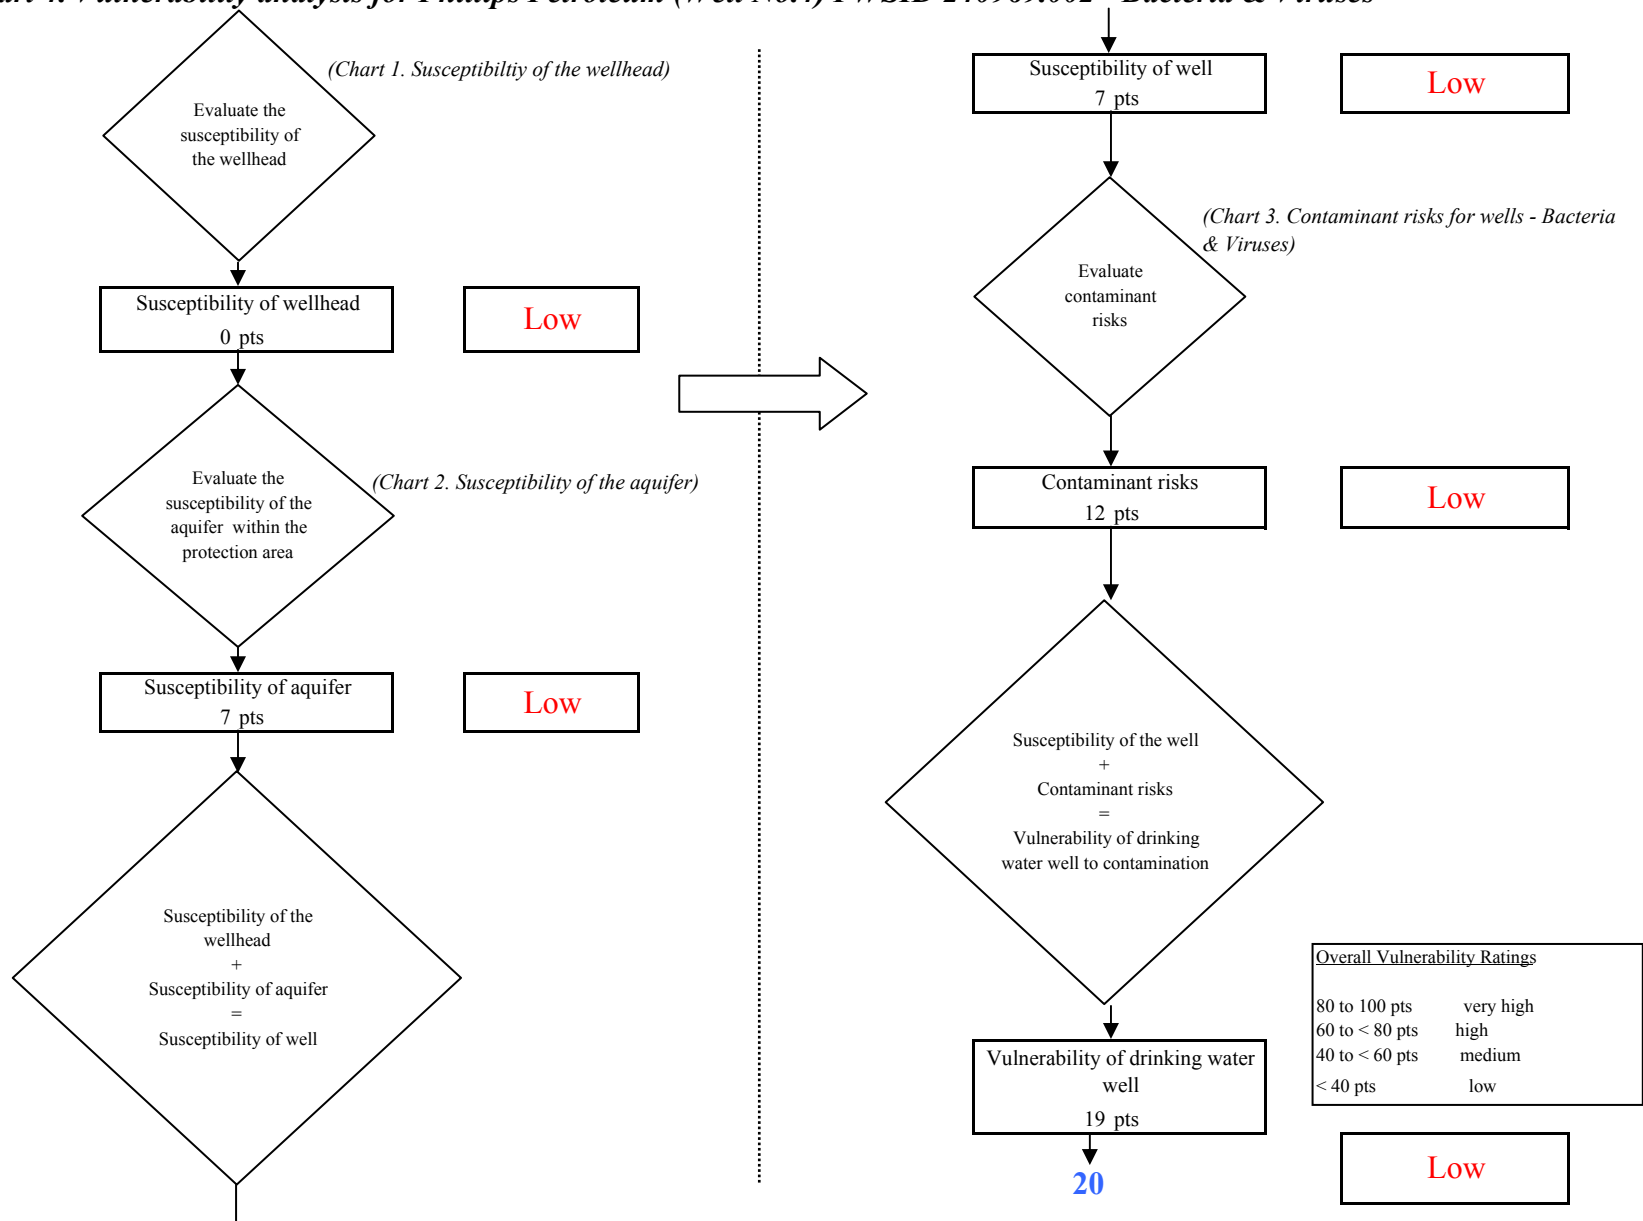 (Chart 1. Susceptibiltiy of the wellhead)
Evaluate the
susceptibility of
the wellhead
Susceptibility of wellhead
0 pts
Low
Evaluate the
susceptibility of the
aquifer within the
protection area
(Chart 2. Susceptibility of the aquifer)
Susceptibility of aquifer
7 pts
Low
Susceptibility of the
wellhead
+
Susceptibility of aquifer
=
Susceptibility of well
Susceptibility of well
7 pts
Low
(Chart 3. Contaminant risks for wells - Bacteria
& Viruses)
Evaluate
contaminant
risks
Contaminant risks
12 pts
Low
Susceptibility of the well
+
Contaminant risks
=
Vulnerability of drinking
water well to contamination
Overall Vulnerability Ratings
80 to 100 pts very high
60 to < 80 pts high
40 to < 60 pts medium
< 40 pts low
Vulnerability of drinking water
well
19 pts
20
Low